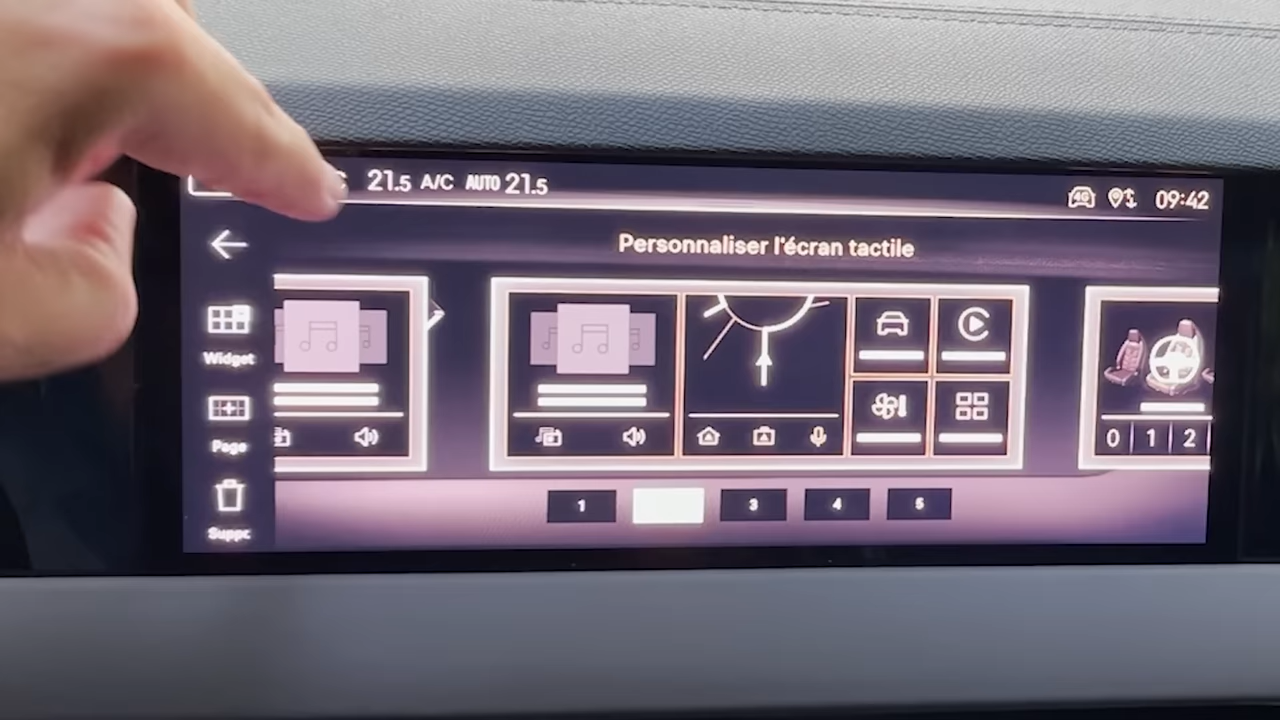 21.5 A/C AUTO 21.5
4G
09:42
Personnaliser l'écran tactile
Widget
Page
Suppr
0 1 2
1
3
4
5